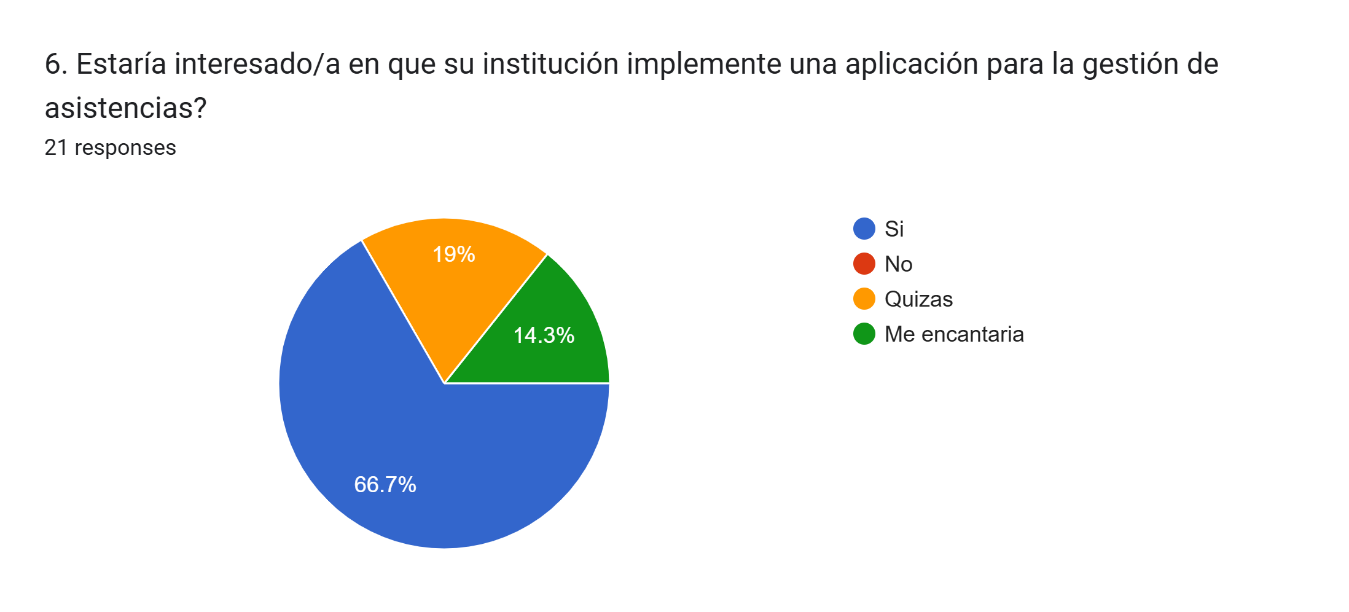 6. Estaría interesado/a en que su institución implemente una aplicación para la gestión de
asistencias?
21 responses
19%
14.3%
66.7%
Si
No
Quizas
Me encantaria